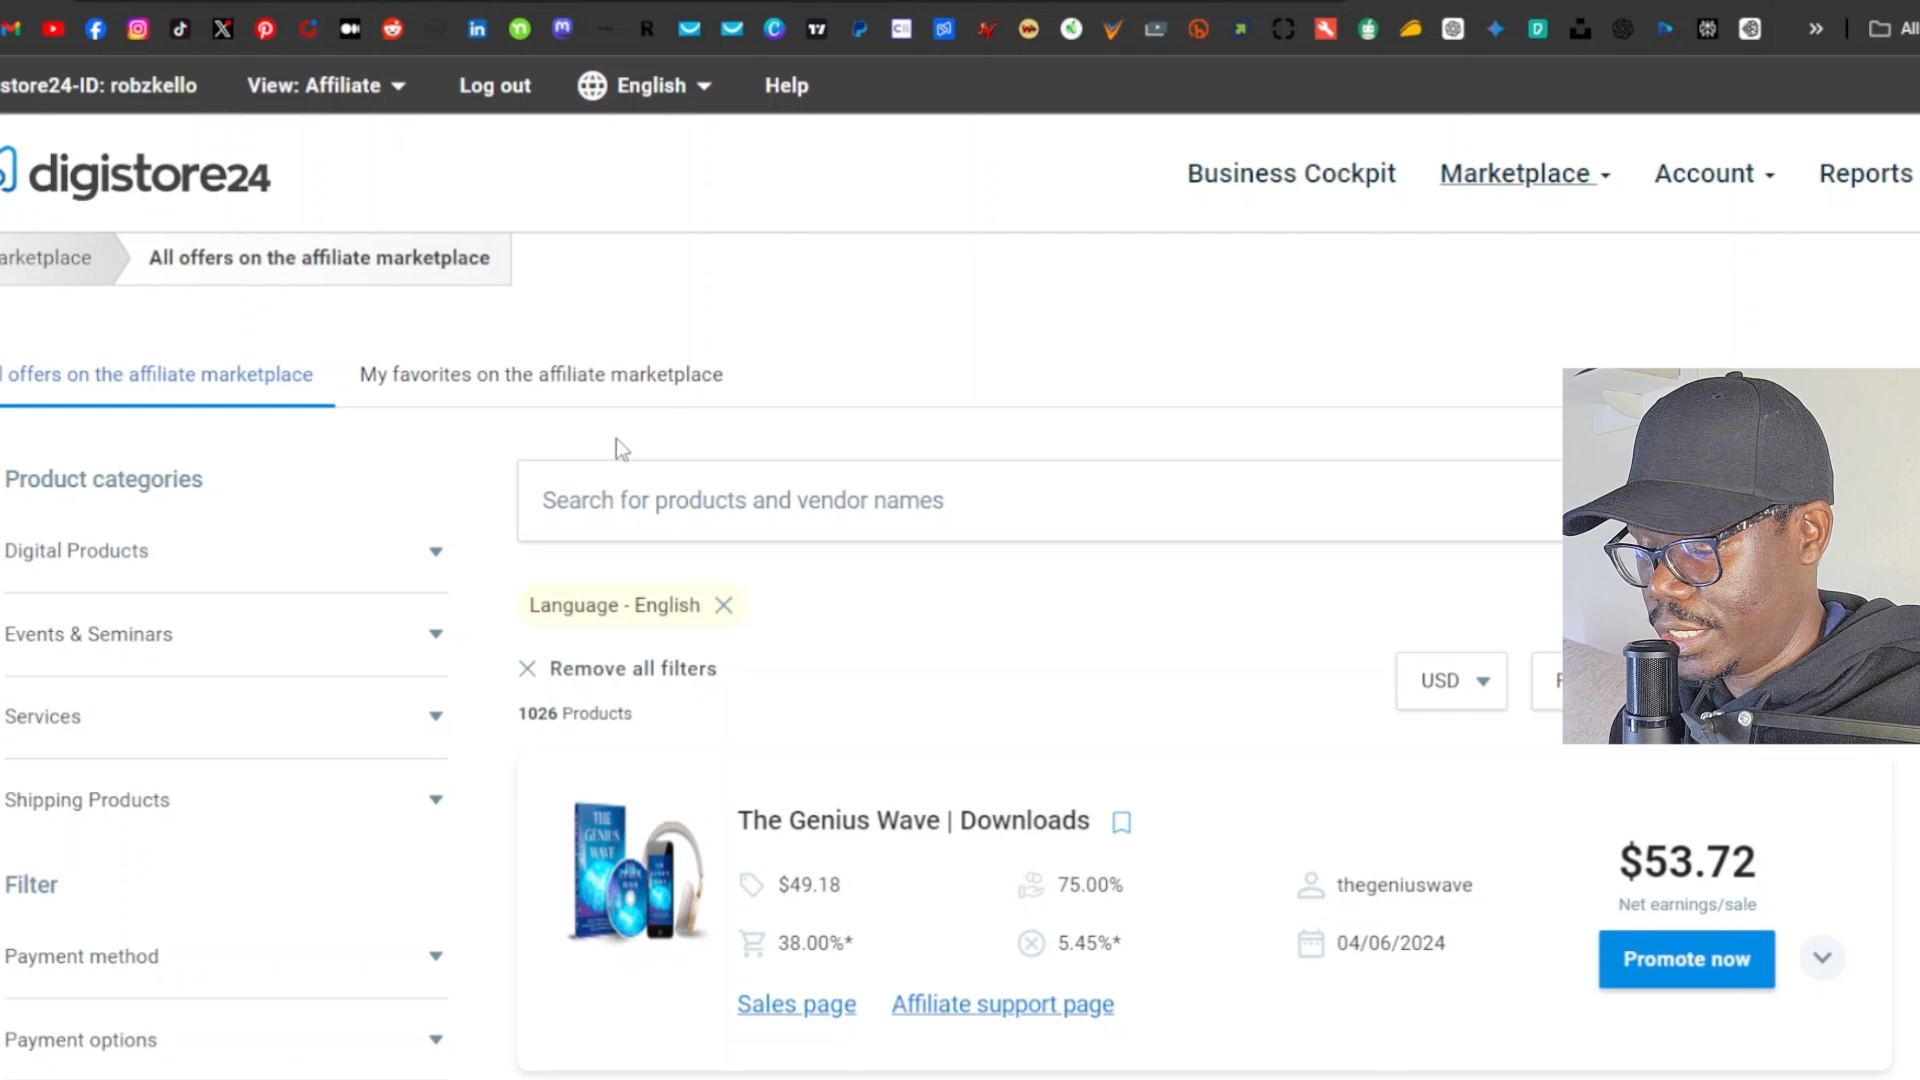 store24-ID: robzkello View: Affiliate Log out English Help
All
digistore24
Business Cockpit Marketplace Account Reports
arketplace All offers on the affiliate marketplace
offers on the affiliate marketplace My favorites on the affiliate marketplace
Product categories
Search for products and vendor names
Digital Products
Events & Seminars
Services
Shipping Products
Filter
Payment method
Payment options
Language - English
Remove all filters
1026 Products
USD
THE GENIUS WAVE
The Genius Wave | Downloads
$49.18 75.00% thegeniuswave
38.00%* 5.45%* 04/06/2024
Sales page Affiliate support page
$53.72
Net earnings/sale
Promote now